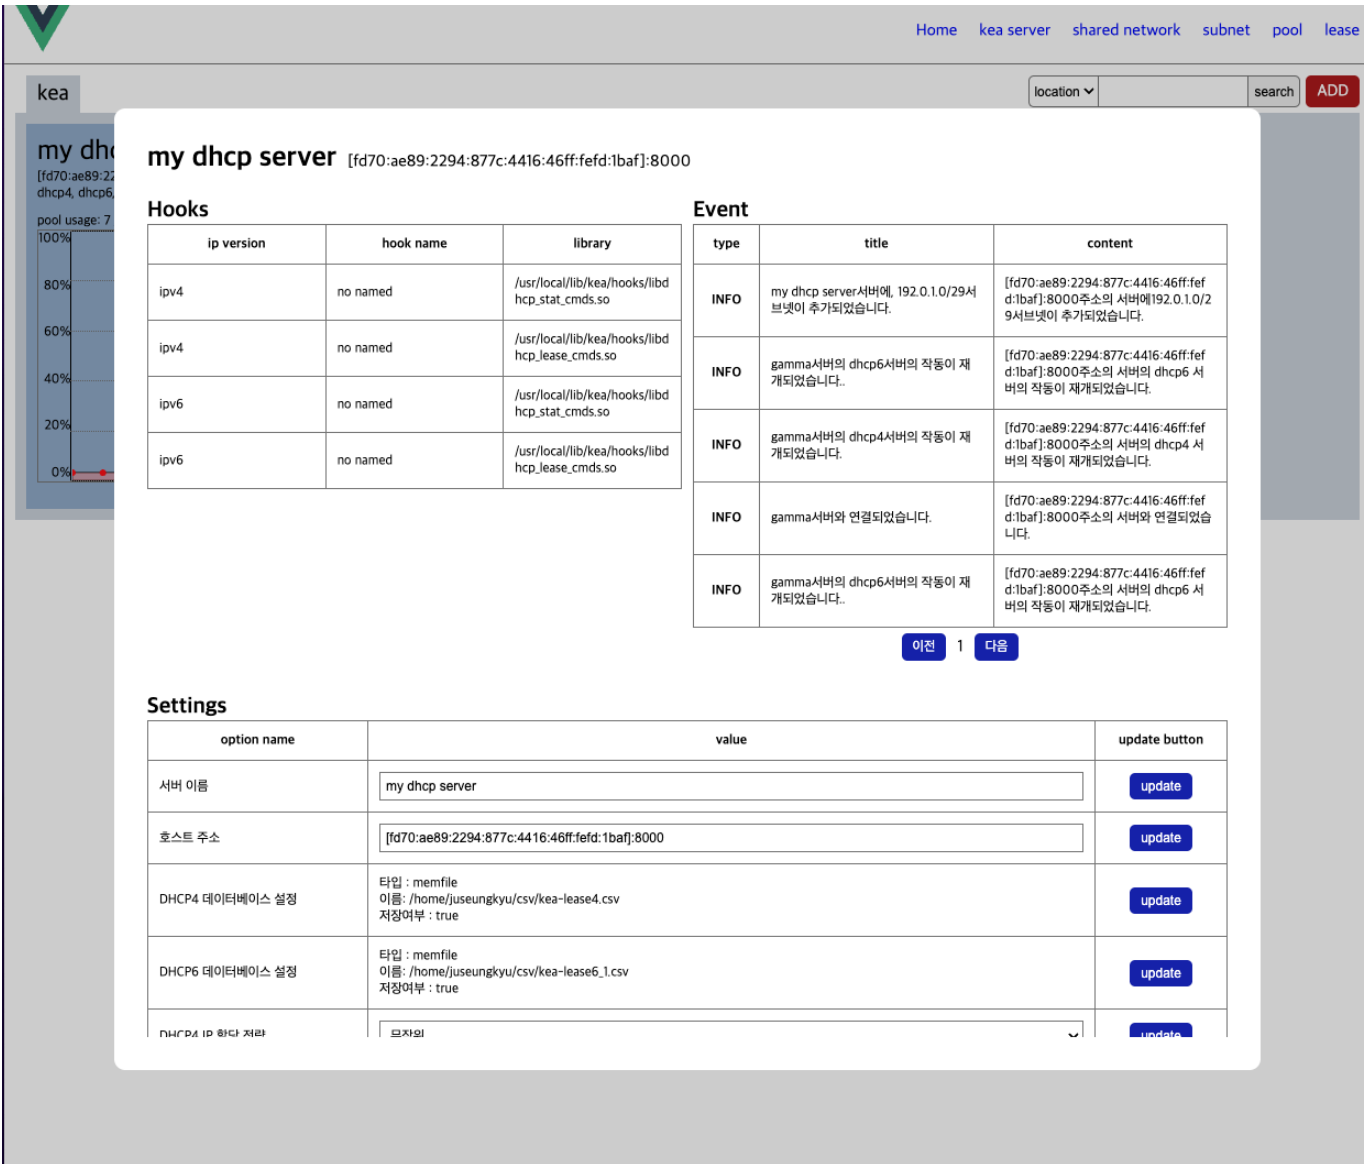 Home kea server shared network subnet pool lease
kea
location search ADD
my dhc
[fd70:ae89:22
dhcp4, dhcp6,
pool usage: 7
100%
80%
60%
40%
20%
0%
my dhcp server [fd70:ae89:2294:877c:4416:46ff:fefd:1baf]:8000
Hooks
ip version hook name library
ipv4 no named /usr/local/lib/kea/hooks/libd
hcp_stat_cmds.so
ipv4 no named /usr/local/lib/kea/hooks/libd
hcp_lease_cmds.so
ipv6 no named /usr/local/lib/kea/hooks/libd
hcp_stat_cmds.so
ipv6 no named /usr/local/lib/kea/hooks/libd
hcp_lease_cmds.so
Event
type title content
INFO
my dhcp server서버에, 192.0.1.0/29서
브넷이 추가되었습니다.
[fd70:ae89:2294:877c:4416:46ff:fef
d:1baf]:8000주소의 서버에192.0.1.0/2
9서브넷이 추가되었습니다.
INFO
gamma서버의 dhcp6서버의 작동이 재
개되었습니다..
[fd70:ae89:2294:877c:4416:46ff:fef
d:1baf]:8000주소의 서버의 dhcp6 서
버의 작동이 재개되었습니다.
INFO
gamma서버의 dhcp4서버의 작동이 재
개되었습니다.
[fd70:ae89:2294:877c:4416:46ff:fef
d:1baf]:8000주소의 서버의 dhcp4 서
버의 작동이 재개되었습니다.
INFO
gamma서버와 연결되었습니다.
[fd70:ae89:2294:877c:4416:46ff:fef
d:1baf]:8000주소의 서버와 연결되었습
니다.
INFO
gamma서버의 dhcp6서버의 작동이 재
개되었습니다..
[fd70:ae89:2294:877c:4416:46ff:fef
d:1baf]:8000주소의 서버의 dhcp6 서
버의 작동이 재개되었습니다.
이전 1 다음
Settings
option name value update button
서버 이름 my dhcp server update
호스트 주소 [fd70:ae89:2294:877c:4416:46ff:fefd:1baf]:8000 update
DHCP4 데이터베이스 설정
타입 : memfile
이름: /home/juseungkyu/csv/kea-lease4.csv
저장여부 : true
update
DHCP6 데이터베이스 설정
타입 : memfile
이름: /home/juseungkyu/csv/kea-lease6_1.csv
저장여부 : true
update
DHCP4 IP 할당 전략 무작위 update